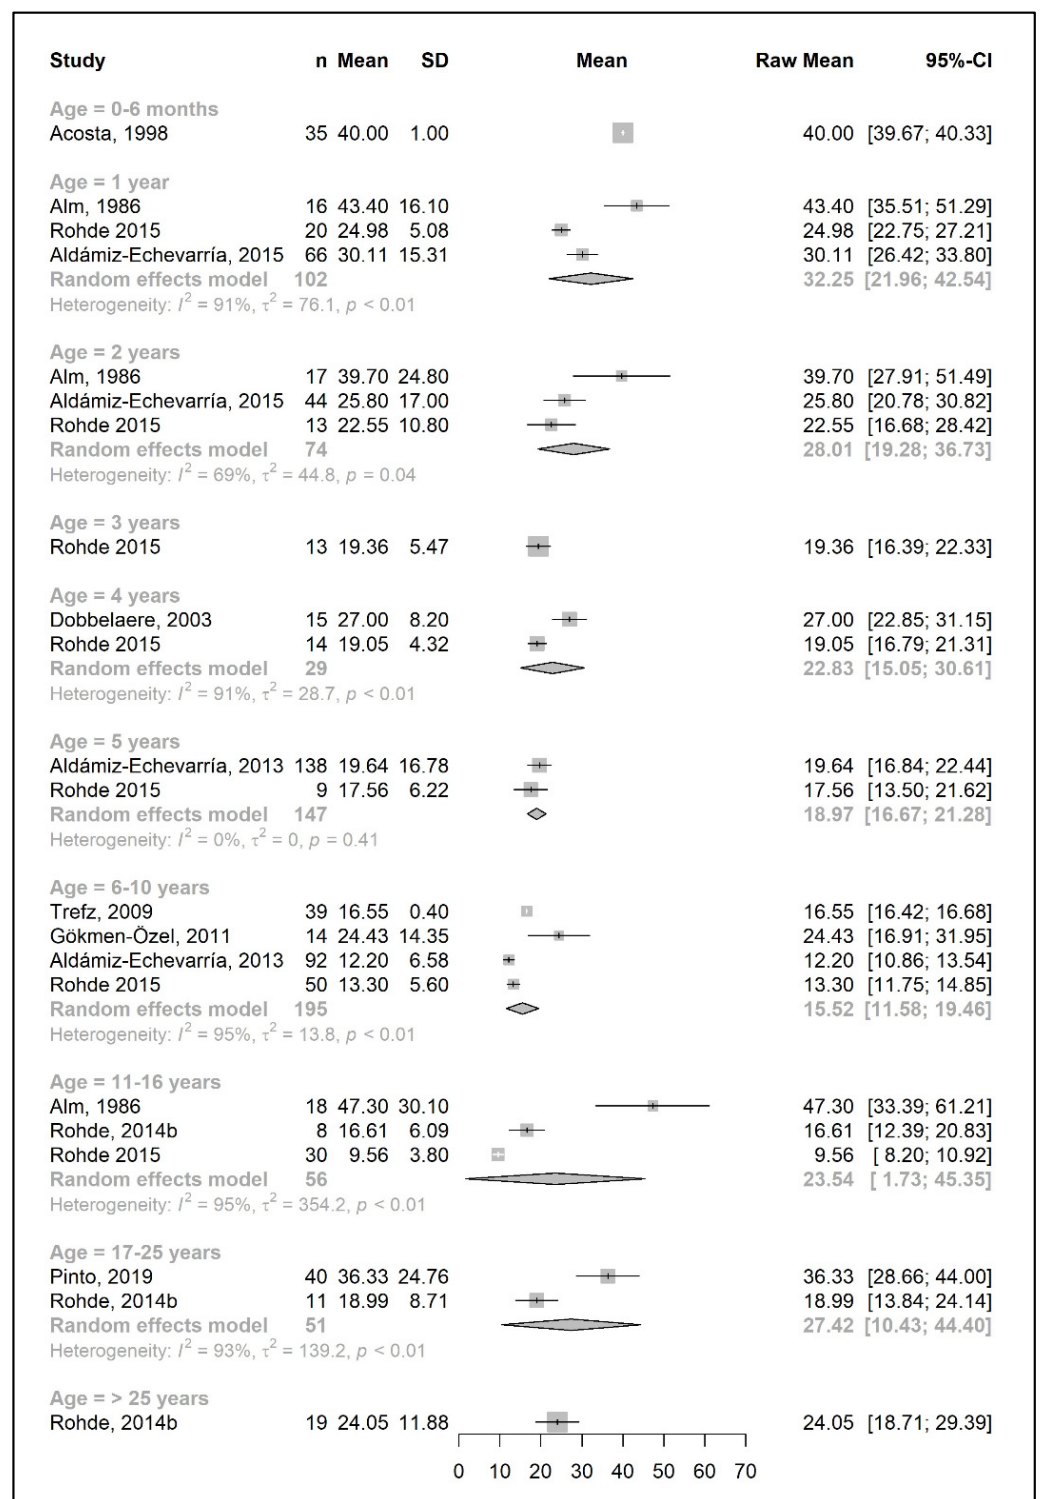 Study n Mean SD Mean Raw Mean 95%-CI
Age = 0-6 months
Acosta, 1998 35 40.00 1.00 40.00 [39.67; 40.33]
Age = 1 year
Alm, 1986 16 43.40 16.10 43.40 [35.51; 51.29]
Rohde 2015 20 24.98 5.08 24.98 [22.75; 27.21]
Aldámiz-Echevarría, 2015 66 30.11 15.31 30.11 [26.42; 33.80]
Random effects model 102 32.25 [21.96; 42.54]
Heterogeneity: I² = 91%, τ² = 76.1, p < 0.01
Age = 2 years
Alm, 1986 17 39.70 24.80 39.70 [27.91; 51.49]
Aldámiz-Echevarría, 2015 44 25.80 17.00 25.80 [20.78; 30.82]
Rohde 2015 13 22.55 10.80 22.55 [16.68; 28.42]
Random effects model 74 28.01 [19.28; 36.73]
Heterogeneity: I² = 69%, τ² = 44.8, p = 0.04
Age = 3 years
Rohde 2015 13 19.36 5.47 19.36 [16.39; 22.33]
Age = 4 years
Dobbelaere, 2003 15 27.00 8.20 27.00 [22.85; 31.15]
Rohde 2015 14 19.05 4.32 19.05 [16.79; 21.31]
Random effects model 29 22.83 [15.05; 30.61]
Heterogeneity: I² = 91%, τ² = 28.7, p < 0.01
Age = 5 years
Aldámiz-Echevarría, 2013 138 19.64 16.78 19.64 [16.84; 22.44]
Rohde 2015 9 17.56 6.22 17.56 [13.50; 21.62]
Random effects model 147 18.97 [16.67; 21.28]
Heterogeneity: I² = 0%, τ² = 0, p = 0.41
Age = 6-10 years
Trefz, 2009 39 16.55 0.40 16.55 [16.42; 16.68]
Gökmen-Özel, 2011 14 24.43 14.35 24.43 [16.91; 31.95]
Aldámiz-Echevarría, 2013 92 12.20 6.58 12.20 [10.86; 13.54]
Rohde 2015 50 13.30 5.60 13.30 [11.75; 14.85]
Random effects model 195 15.52 [11.58; 19.46]
Heterogeneity: I² = 95%, τ² = 13.8, p < 0.01
Age = 11-16 years
Alm, 1986 18 47.30 30.10 47.30 [33.39; 61.21]
Rohde, 2014b 8 16.61 6.09 16.61 [12.39; 20.83]
Rohde 2015 30 9.56 3.80 9.56 [ 8.20; 10.92]
Random effects model 56 23.54 [ 1.73; 45.35]
Heterogeneity: I² = 95%, τ² = 354.2, p < 0.01
Age = 17-25 years
Pinto, 2019 40 36.33 24.76 36.33 [28.66; 44.00]
Rohde, 2014b 11 18.99 8.71 18.99 [13.84; 24.14]
Random effects model 51 27.42 [10.43; 44.40]
Heterogeneity: I² = 93%, τ² = 139.2, p < 0.01
Age = > 25 years
Rohde, 2014b 19 24.05 11.88 24.05 [18.71; 29.39]
0 10 20 30 40 50 60 70